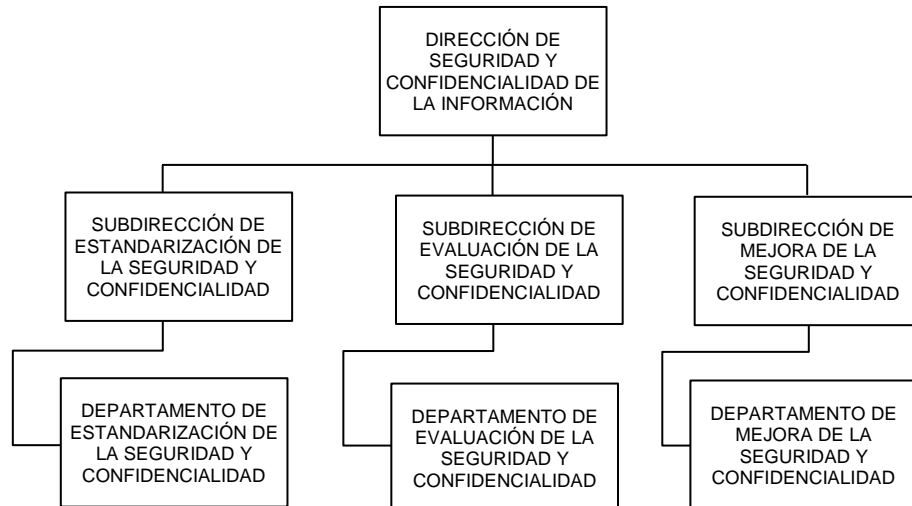 DIRECCIÓN DE
SEGURIDAD Y
CONFIDENCIALIDAD DE
LA INFORMACIÓN
SUBDIRECCIÓN DE
ESTANDARIZACIÓN DE
LA SEGURIDAD Y
CONFIDENCIALIDAD
SUBDIRECCIÓN DE
EVALUACIÓN DE LA
SEGURIDAD Y
CONFIDENCIALIDAD
SUBDIRECCIÓN DE
MEJORA DE LA
SEGURIDAD Y
CONFIDENCIALIDAD
DEPARTAMENTO DE
ESTANDARIZACIÓN DE
LA SEGURIDAD Y
CONFIDENCIALIDAD
DEPARTAMENTO DE
EVALUACIÓN DE LA
SEGURIDAD Y
CONFIDENCIALIDAD
DEPARTAMENTO DE
MEJORA DE LA
SEGURIDAD Y
CONFIDENCIALIDAD